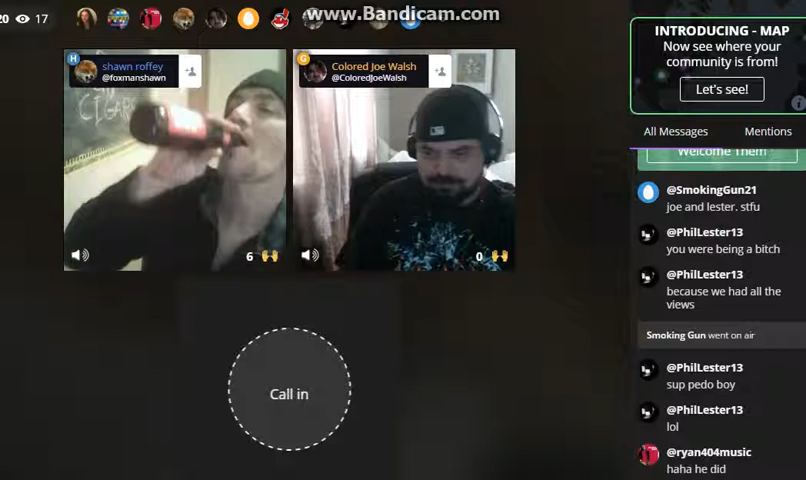 20 17
www.Bandicam.com
H shawn roffey
@foxmanshawn
CIGARS
6
G Colored Joe Walsh
@ColoredJoeWalsh
0
Call in
INTRODUCING - MAP
Now see where your
community is from!
Let's see!
All Messages Mentions
Welcome Them
@SmokingGun21
joe and lester. stfu
@PhilLester13
you were being a bitch
@PhilLester13
because we had all the
views
Smoking Gun went on air
@PhilLester13
sup pedo boy
@PhilLester13
lol
@ryan404music
haha he did